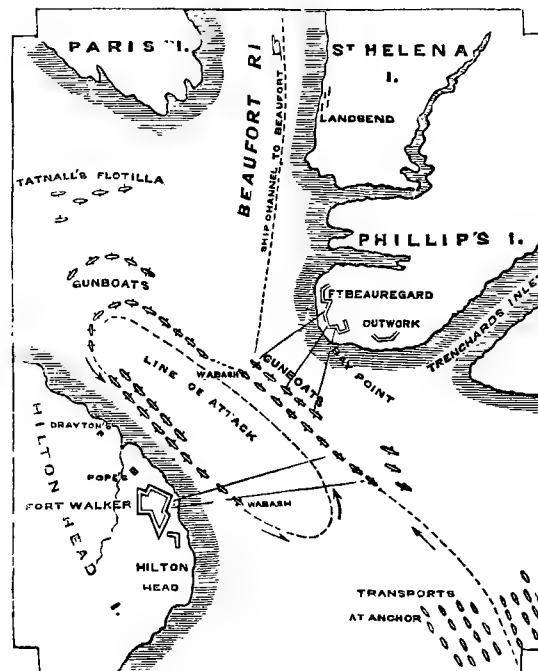 PARIS I.
ST HELENA
I.
BEAUFORT RI
SHIP CHANNEL TO BEAUFORT
LANDSEND
TATNALL'S FLOTILLA
PHILLIP'S I.
GUNBOATS
FT BEAUREGARD
OUTWORK
TRENCHARDS INLET
BAY POINT
GUNBOATS
WABASH
LINE OF ATTACK
DRAYTON'S
POPE'S
HILTON HEAD
I.
FORT WALKER
WABASH
HILTON
HEAD
TRANSPORTS
AT ANCHOR